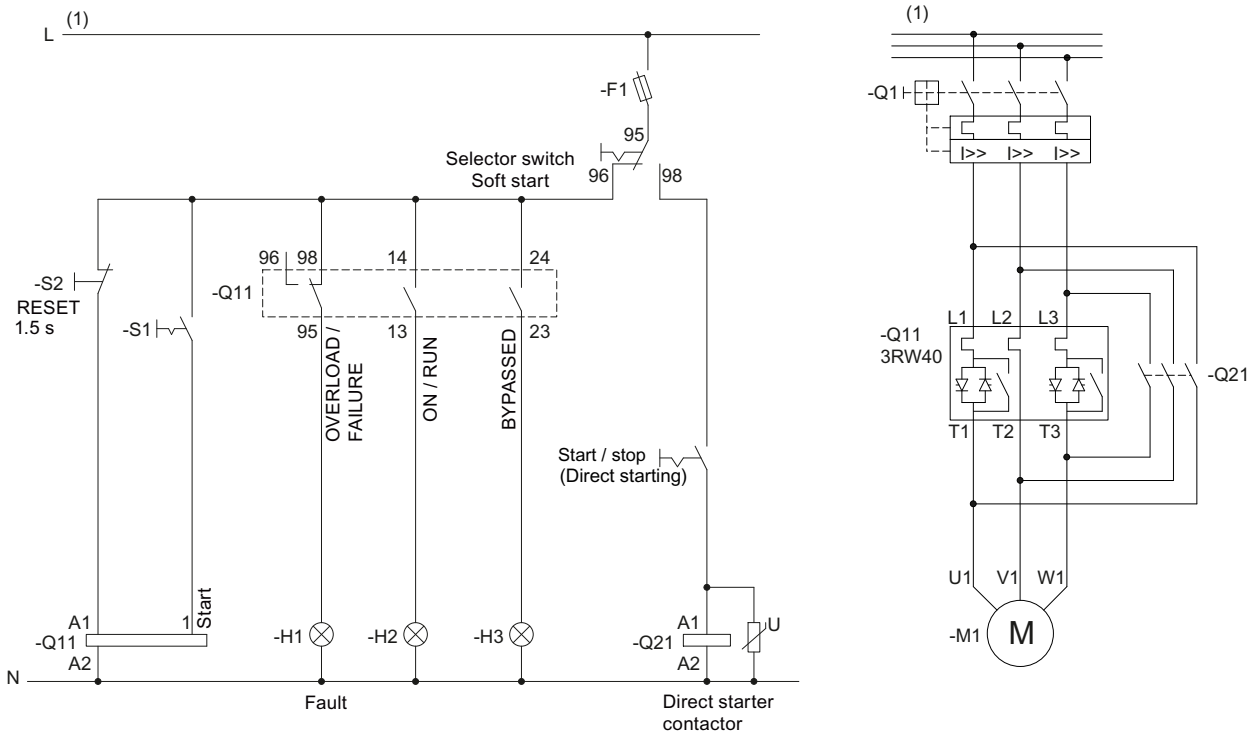 (1)
L
-F1
95
Selector switch
Soft start
96
98
-S2
RESET
1.5 s
-S1
96
98
14
24
-Q11
95
13
23
OVERLOAD /
FAILURE
ON / RUN
BYPASSED
Start / stop
(Direct starting)
A1
1
Start
-Q11
A2
-H1
-H2
-H3
A1
-Q21
A2
U
N
Fault
Direct starter
contactor
(1)
-Q1
I>>
I>>
I>>
L1
L2
L3
-Q11
3RW40
-Q21
T1
T2
T3
U1
V1
W1
-M1
M